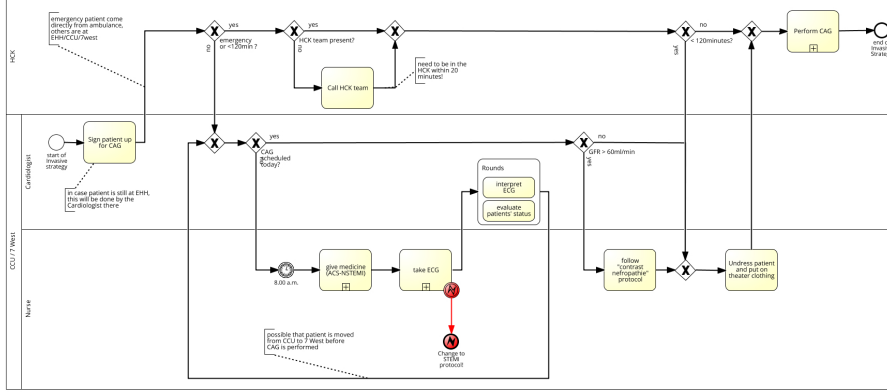 emergency patient come
directly from ambulance,
others are at
EHH/CCU/7west
yes
emergency
or <120min ?
no
yes
HCK team present?
no
no
< 120minutes?
yes
Perform CAG
end o
Invasi
Strate
HCK
Call HCK team
need to be in the
HCK within 20
minutes!
Sign patient up
for CAG
start of
Invasive
strategy
in case patient is still at EHH,
this will be done by the
Cardiologist there
Cardiologist
yes
CAG
scheduled
today?
no
GFR > 60ml/min
yes
Rounds
interpret
ECG
evaluate
patients' status
CCU / 7 West
Nurse
8.00 a.m.
give medicine
(ACS-NSTEMI)
take ECG
Change to
STEMI
protocol!
possible that patient is moved
from CCU to 7 West before
CAG is performed
follow
"contrast
nefropathie"
protocol
Undress patient
and put on
theater clothing